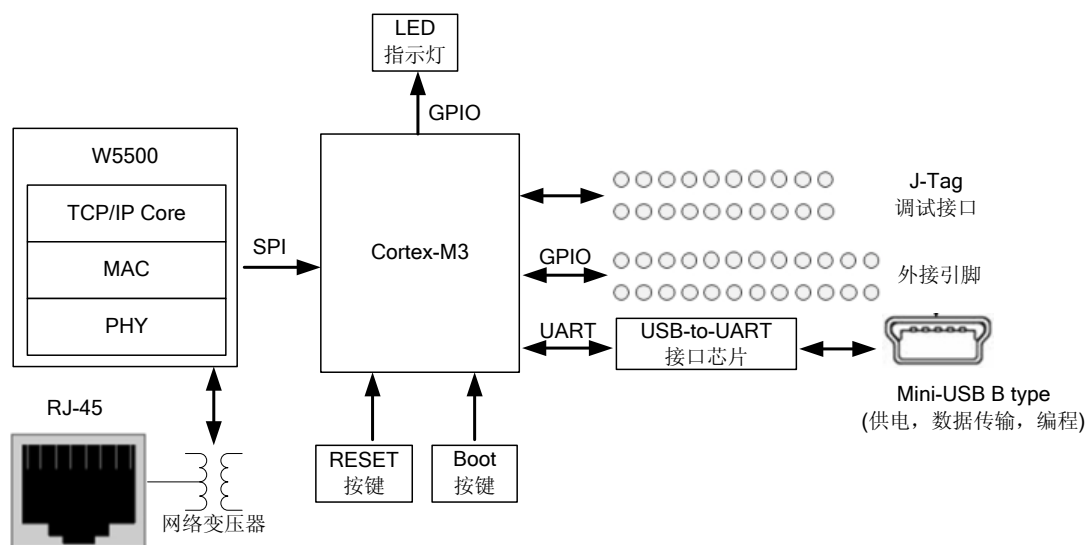 LED
指示灯
GPIO
W5500
TCP/IP Core
MAC
PHY
SPI
Cortex-M3
J-Tag
调试接口
GPIO
外接引脚
UART
USB-to-UART
接口芯片
Mini-USB B type
(供电，数据传输，编程)
RJ-45
网络变压器
RESET
按键
Boot
按键